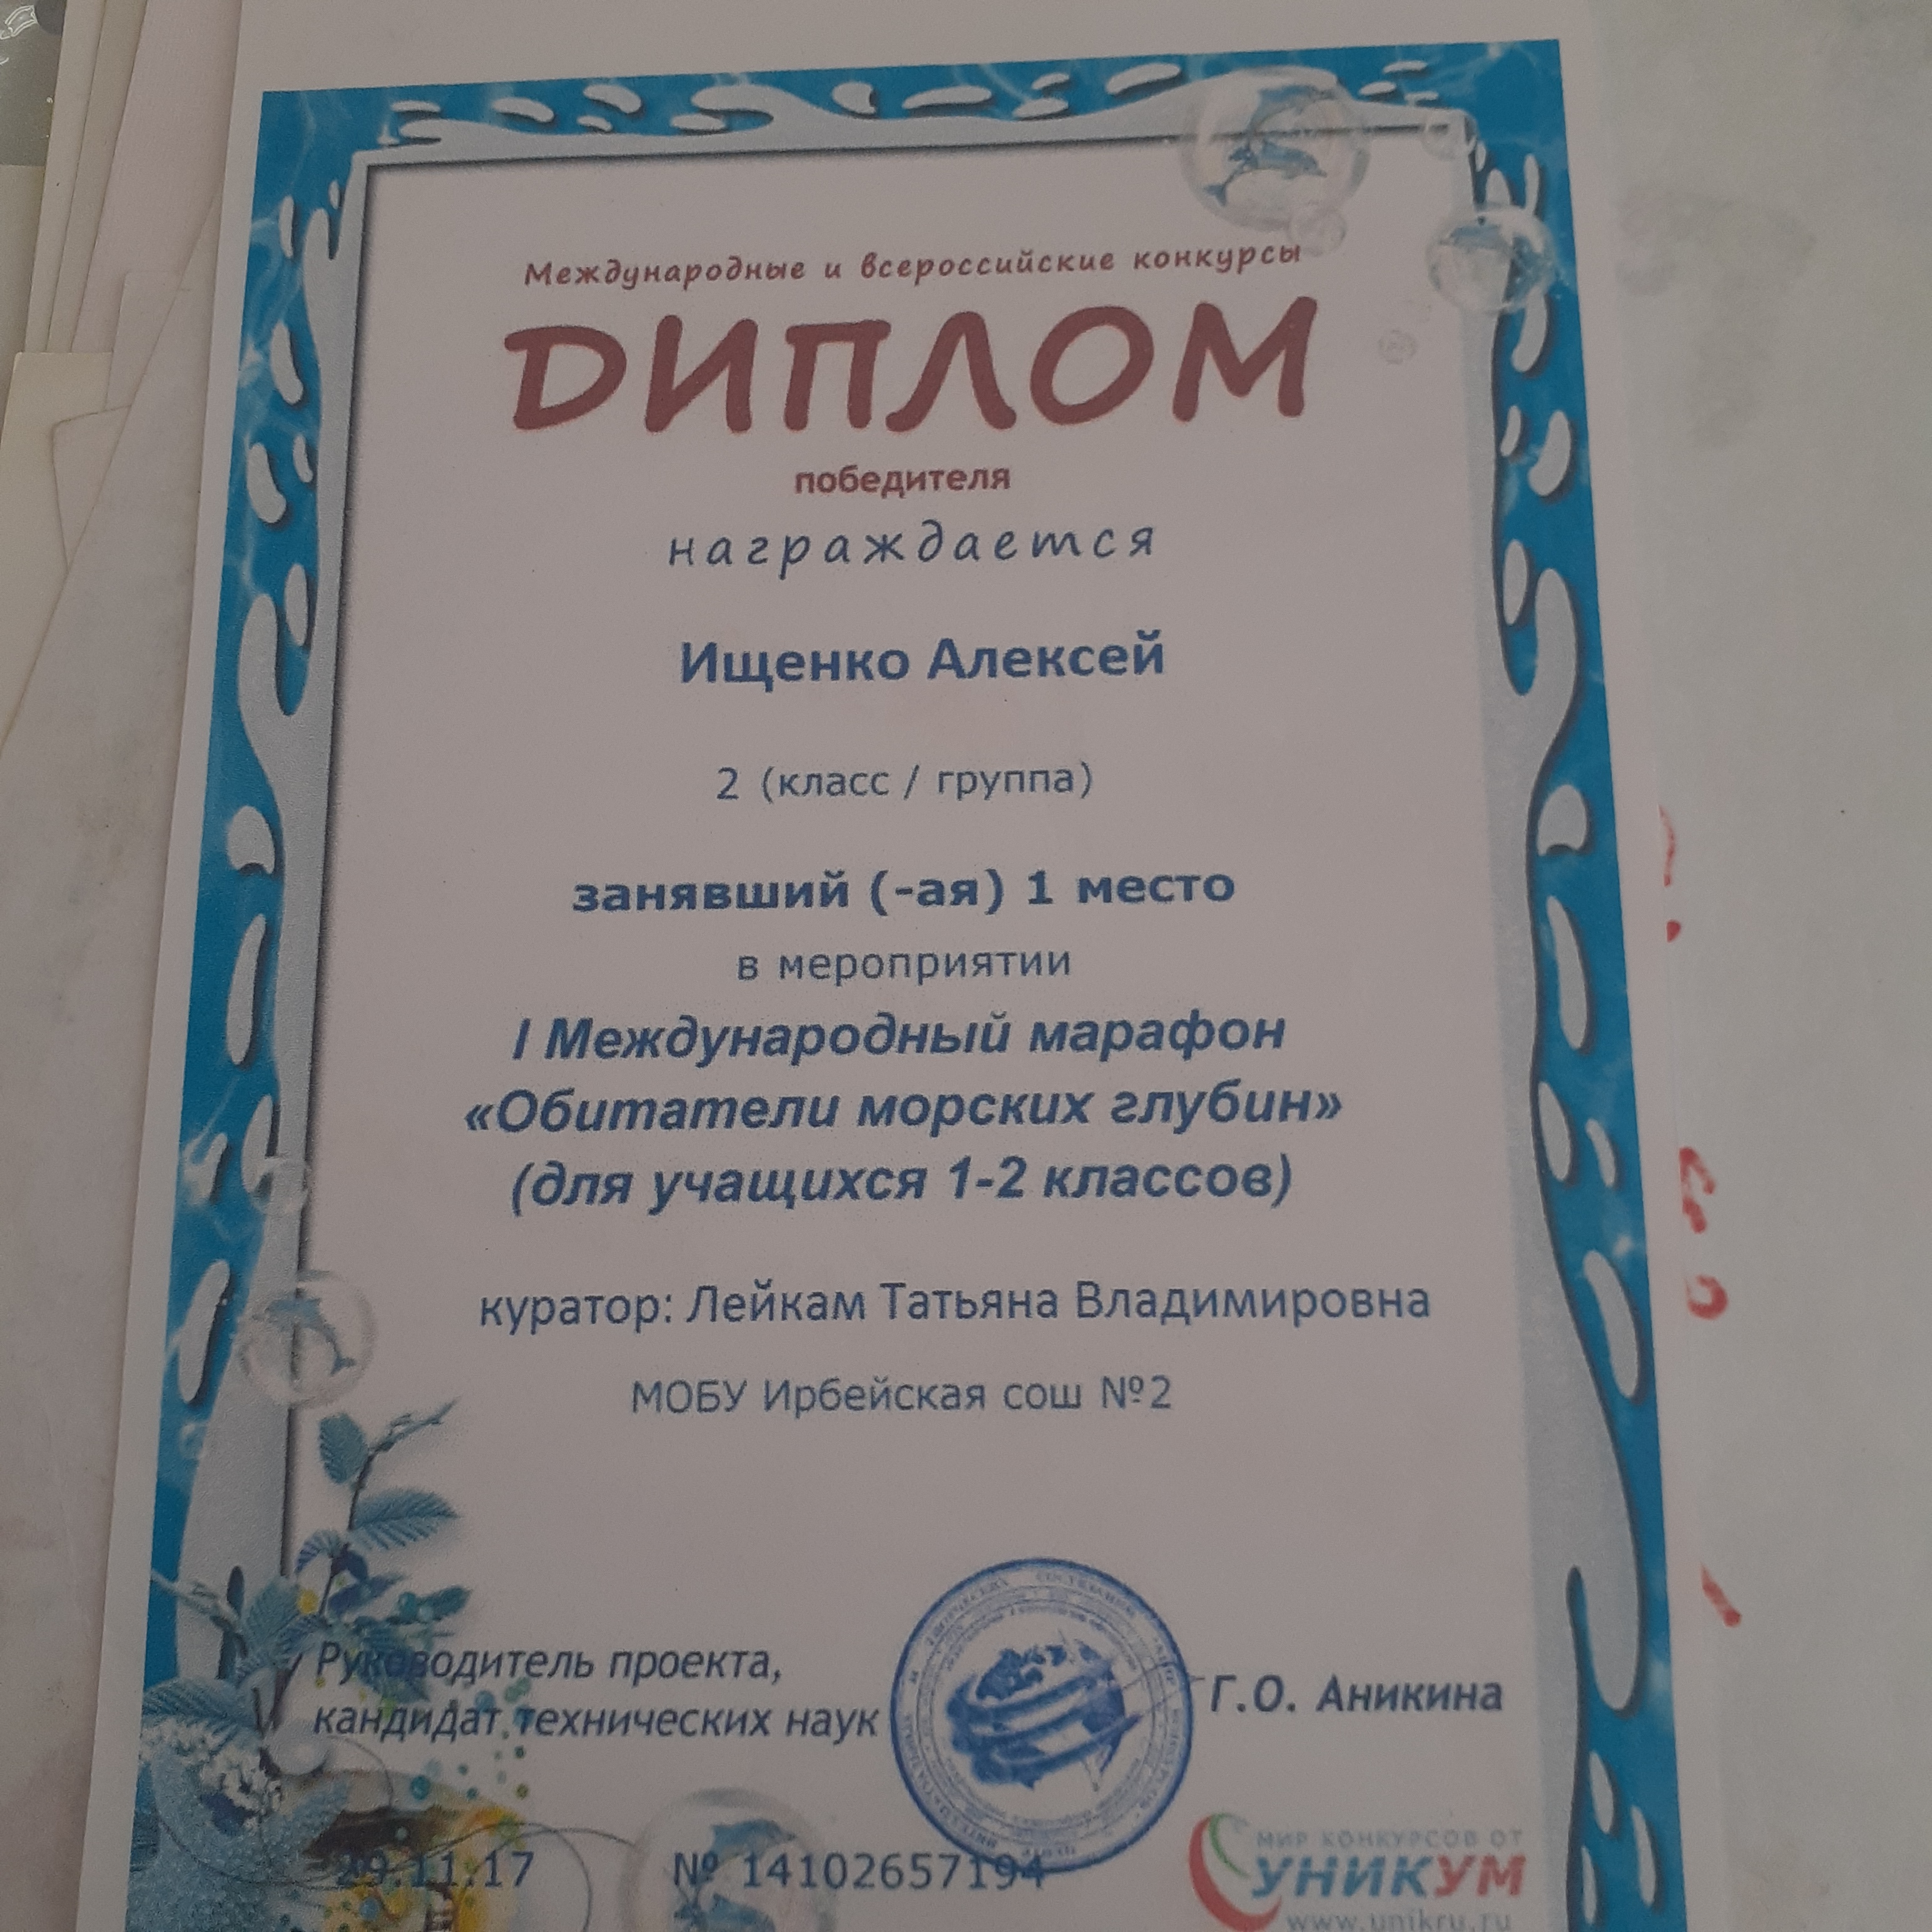 Международные и всероссийские конкурсы
ДИПЛОМ
победителя
награждается
Ищенко Алексей
2 (класс / группа)
занявший (-ая) 1 место
в мероприятии
I Международный марафон
«Обитатели морских глубин»
(для учащихся 1-2 классов)
куратор: Лейкам Татьяна Владимировна
МОБУ Ирбейская сош №2
Руководитель проекта,
кандидат технических наук
Г.О. Аникина
29.11.17
№ 14102657194
МИР КОНКУРСОВ ОТ
УНИКУМ
www.unikru.ru